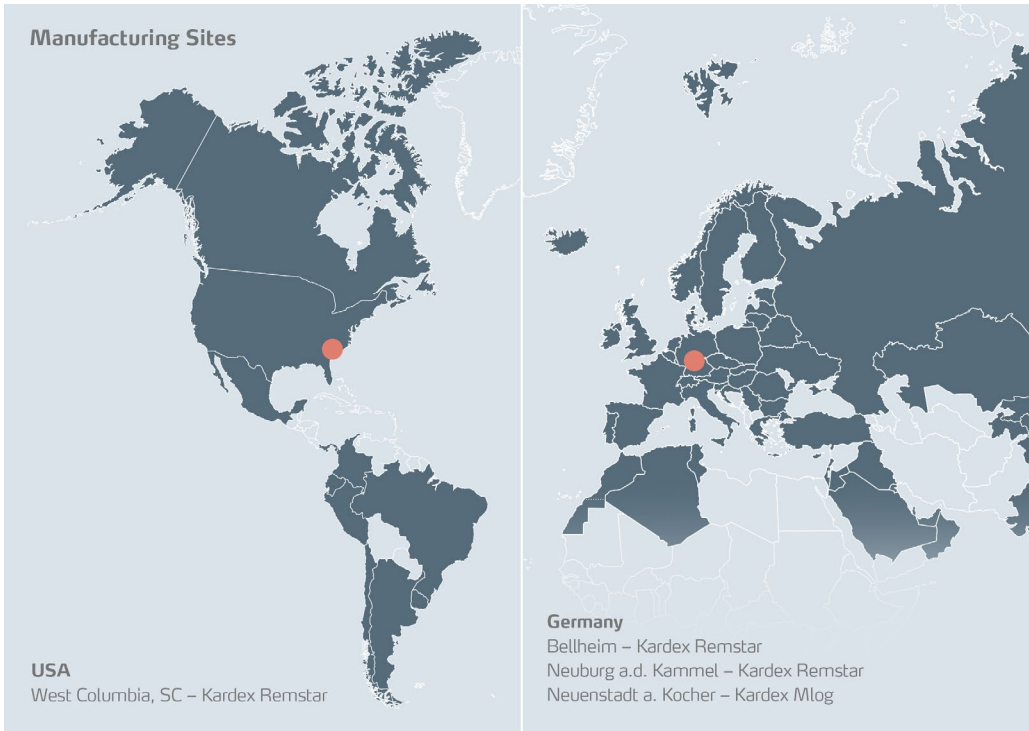 Manufacturing Sites
USA
West Columbia, SC – Kardex Remstar
Germany
Bellheim – Kardex Remstar
Neuburg a.d. Kammel – Kardex Remstar
Neuenstadt a. Kocher – Kardex Mlog